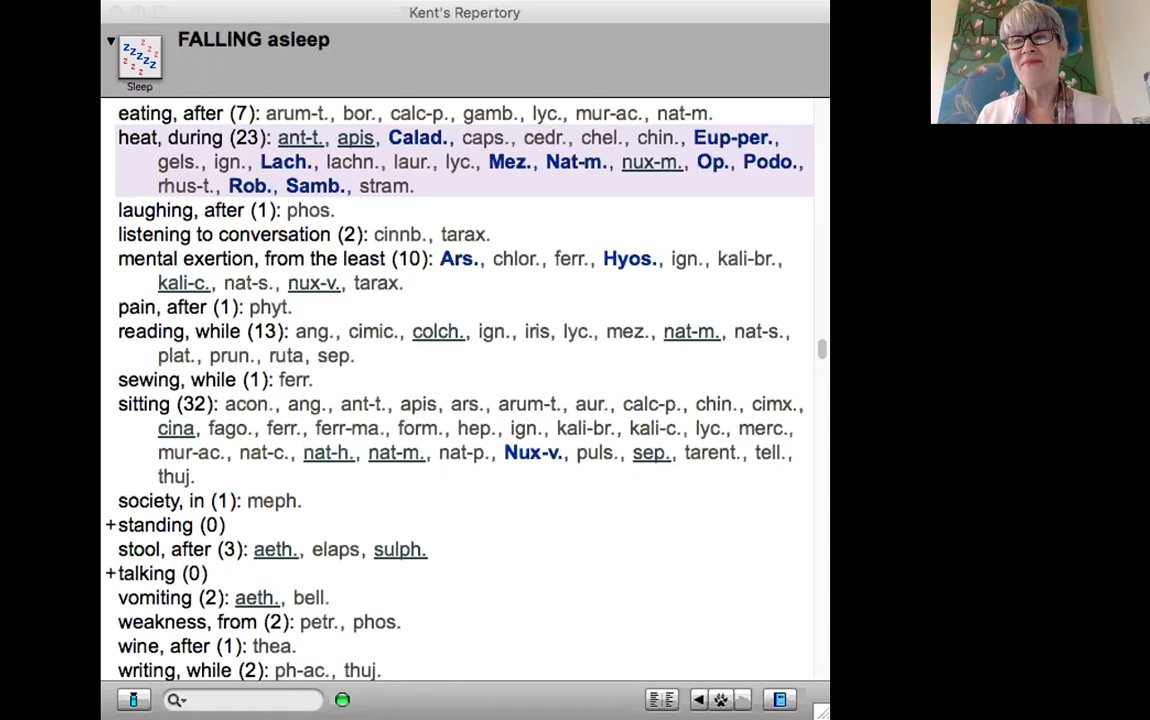 Kent's Repertory
FALLING asleep
Sleep
eating, after (7): arum-t., bor., calc-p., gamb., lyc., mur-ac., nat-m.
heat, during (23): ant-t., apis, Calad., caps., cedr., chel., chin., Eup-per.,
gels., ign., Lach., lachn., laur., lyc., Mez., Nat-m., nux-m., Op., Podo.,
rhus-t., Rob., Samb., stram.
laughing, after (1): phos.
listening to conversation (2): cinnb., tarax.
mental exertion, from the least (10): Ars., chlor., ferr., Hyos., ign., kali-br.,
kali-c., nat-s., nux-v., tarax.
pain, after (1): phyt.
reading, while (13): ang., cimic., colch., ign., iris, lyc., mez., nat-m., nat-s.,
plat., prun., ruta, sep.
sewing, while (1): ferr.
sitting (32): acon., ang., ant-t., apis, ars., arum-t., aur., calc-p., chin., cimx.,
cina, fago., ferr., ferr-ma., form., hep., ign., kali-br., kali-c., lyc., merc.,
mur-ac., nat-c., nat-h., nat-m., nat-p., Nux-v., puls., sep., tarent., tell.,
thuj.
society, in (1): meph.
+standing (0)
stool, after (3): aeth., elaps, sulph.
+talking (0)
vomiting (2): aeth., bell.
weakness, from (2): petr., phos.
wine, after (1): thea.
writing, while (2): ph-ac., thuj.